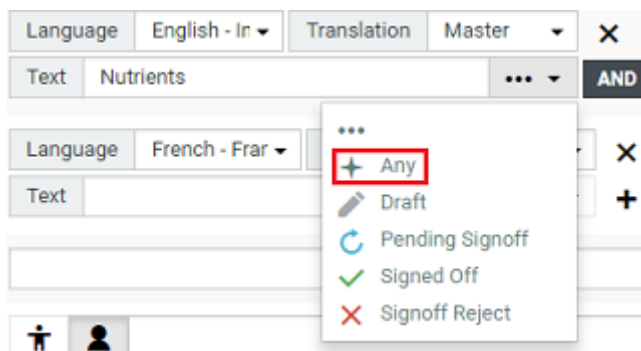 Language English - Ir Translation Master
Text Nutrients ••• AND
•••
Language French - Frar Any
Text Draft
Pending Signoff
Signed Off
Signoff Reject